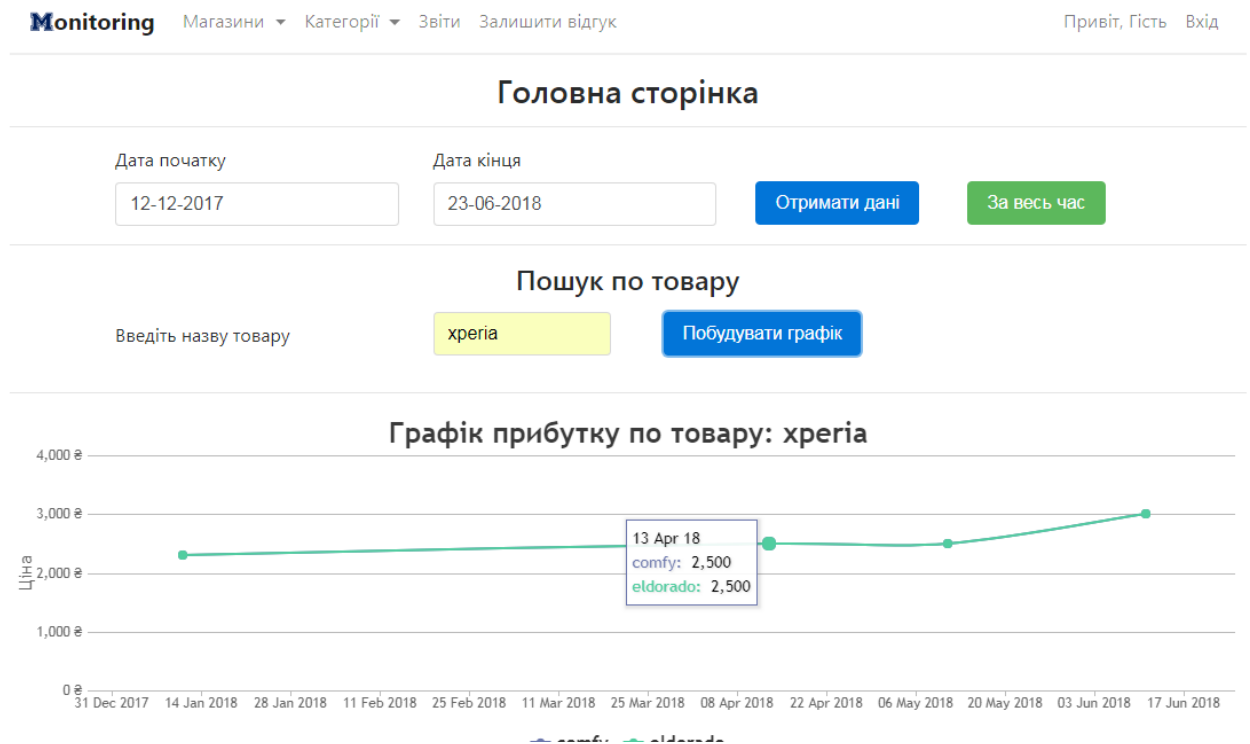 Monitoring Магазини Категорії Звіти Залишити відгук Привіт, Гість Вхід
Головна сторінка
Дата початку Дата кінця
12-12-2017 23-06-2018 Отримати дані За весь час
Пошук по товару
Введіть назву товару xperia Побудувати графік
Графік прибутку по товару: xperia
4,000 ₴
3,000 ₴
13 Apr 18
comfy: 2,500
eldorado: 2,500
Ціна
2,000 ₴
1,000 ₴
0 ₴
31 Dec 2017 14 Jan 2018 28 Jan 2018 11 Feb 2018 25 Feb 2018 11 Mar 2018 25 Mar 2018 08 Apr 2018 22 Apr 2018 06 May 2018 20 May 2018 03 Jun 2018 17 Jun 2018
comfy eldorado